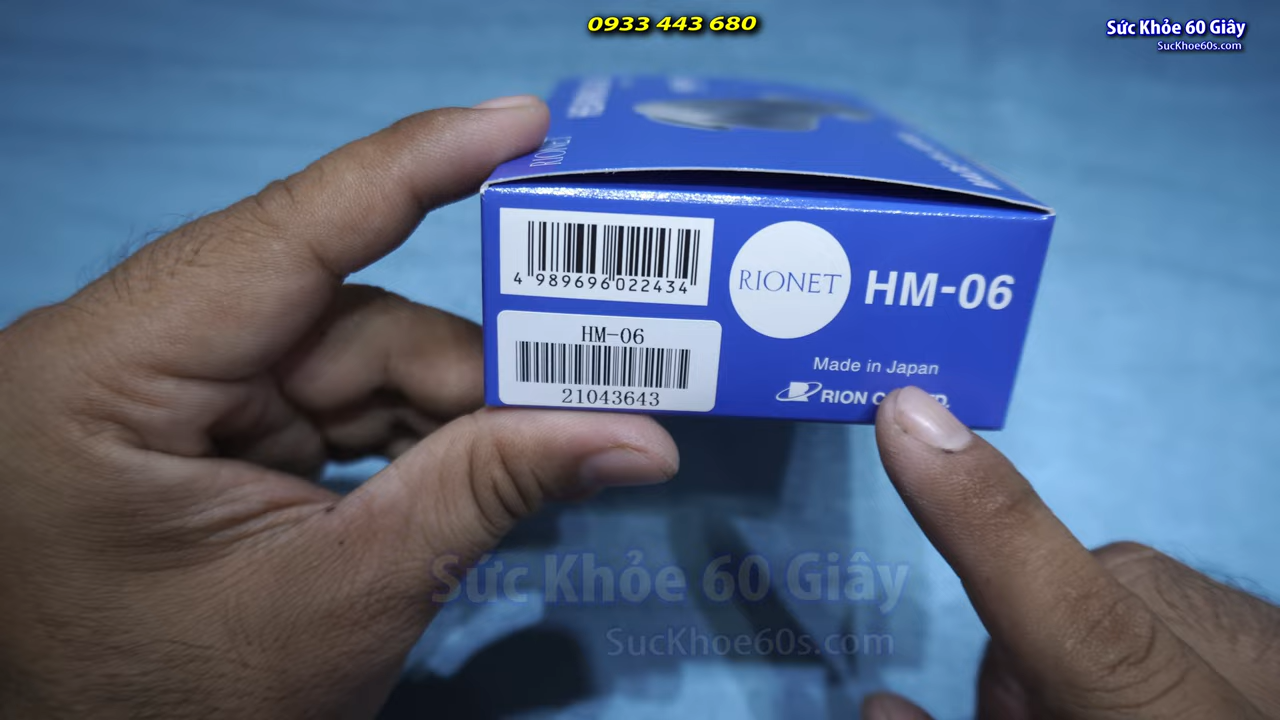 0933 443 680
Sức Khỏe 60 Giây
SucKhoe60s.com
RIONET
4 989696 022434
RIONET
HM-06
HM-06
21043643
Made in Japan
RION
Sức Khỏe 60 Giây
SucKhoe60s.com